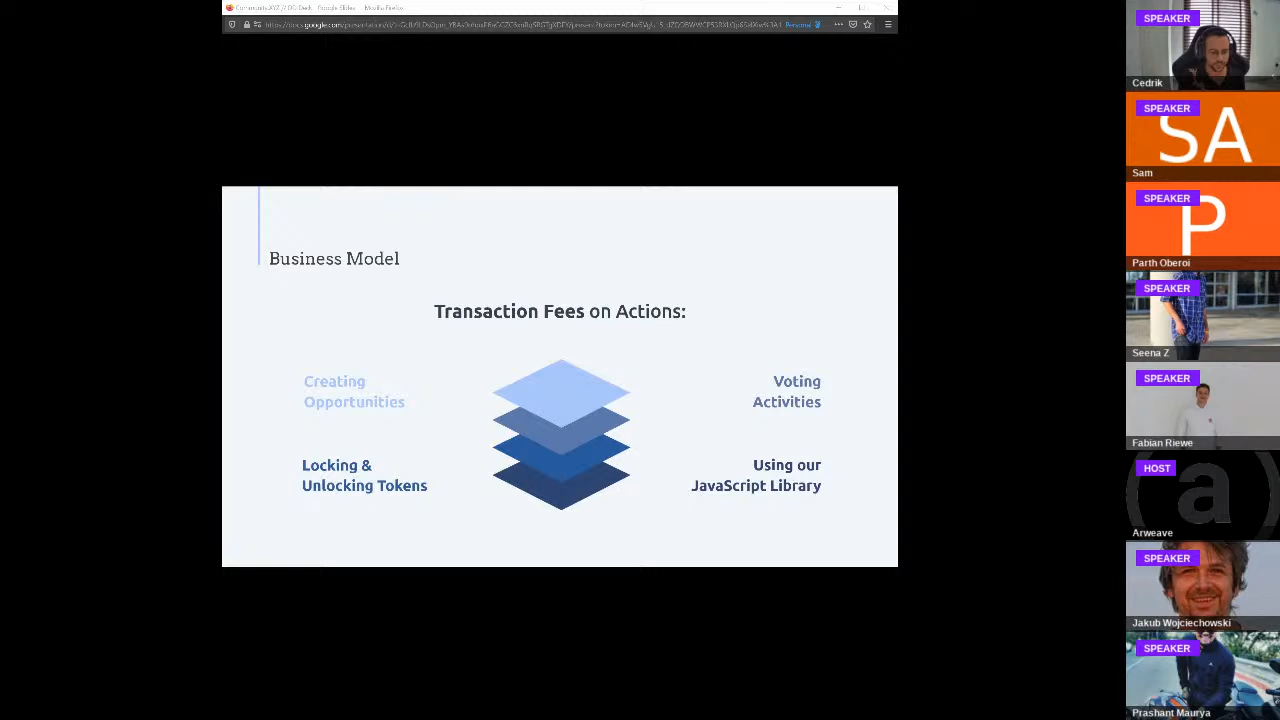 Business Model
Transaction Fees on Actions:
Creating
Opportunities
Voting
Activities
Locking &
Unlocking Tokens
Using our
JavaScript Library
Personal
SPEAKER
Cedrik
SPEAKER
SA
Sam
SPEAKER
P
Parth Oberoi
SPEAKER
Seena Z
SPEAKER
Fabian Riewe
HOST
a
Arweave
SPEAKER
Jakub Wojciechowski
SPEAKER
Prashant Maurya